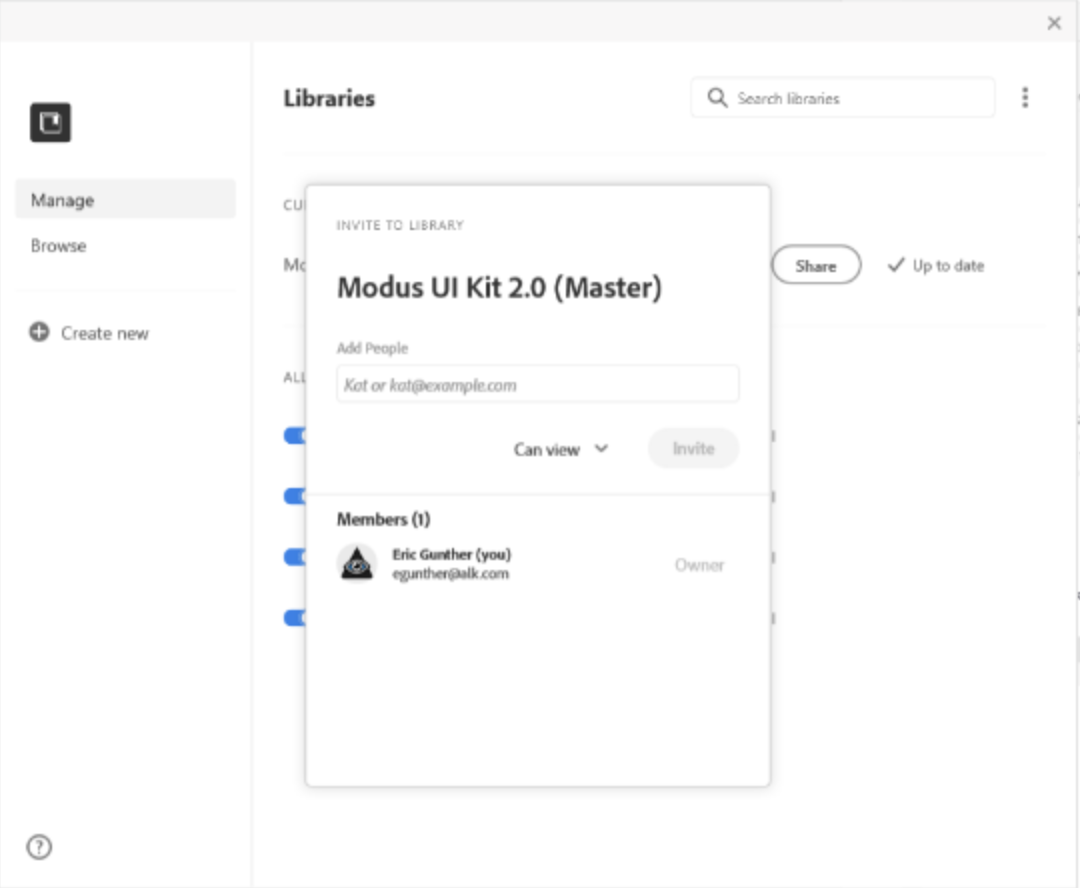 Libraries
Search libraries
Manage
Browse
Create new
CU
Mo
Share
Up to date
ALL
INVITE TO LIBRARY
Modus UI Kit 2.0 (Master)
Add People
Kat or kat@example.com
Can view
Invite
Members (1)
Eric Gunther (you)
egunther@alk.com
Owner
?